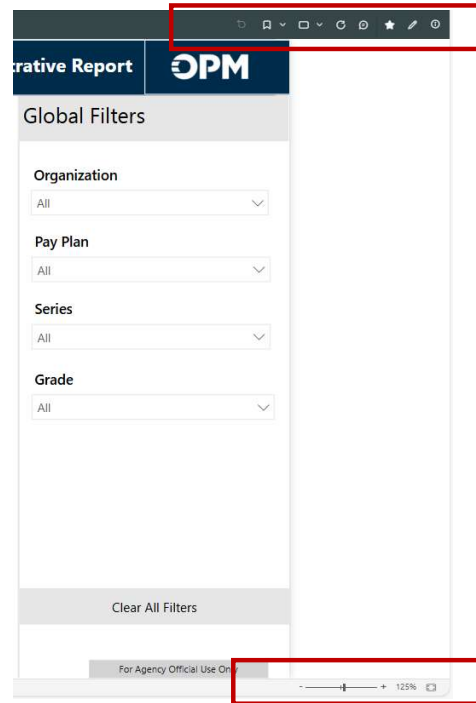 rative Report OPM
Global Filters
Organization
All
Pay Plan
All
Series
All
Grade
All
Clear All Filters
For Agency Official Use Only
- + 125%